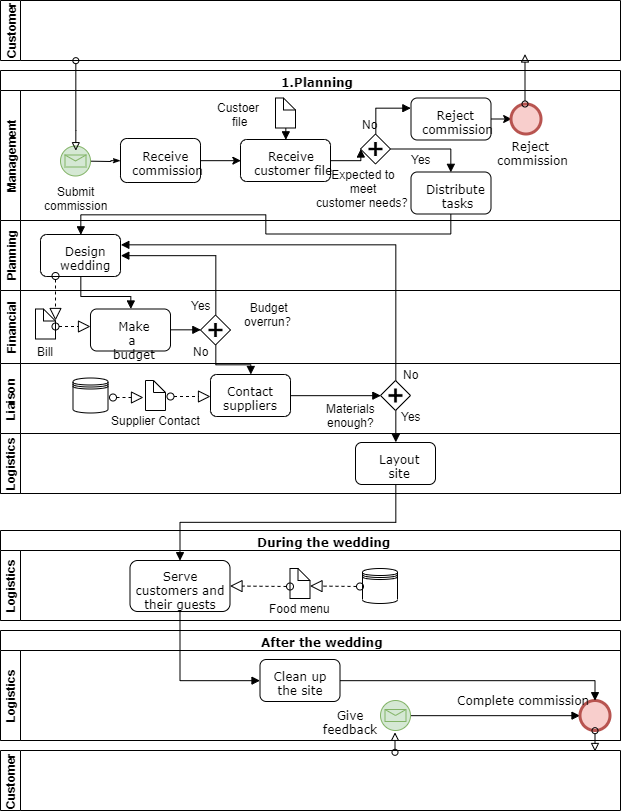 Customer
1.Planning
Management
Custoer
file
No
Reject
commission
Receive
commission
Receive
customer file
Reject
commission
Yes
Submit
commission
Expected to
meet
customer needs?
Distribute
tasks
Planning
Design
wedding
Financial
Bill
Make
a
budget
Yes
No
Budget
overrun?
Liaison
Supplier Contact
Contact
suppliers
Materials
enough?
No
Yes
Logistics
Layout
site
During the wedding
Logistics
Serve
customers and
their guests
Food menu
After the wedding
Logistics
Clean up
the site
Complete commission
Give
feedback
Customer